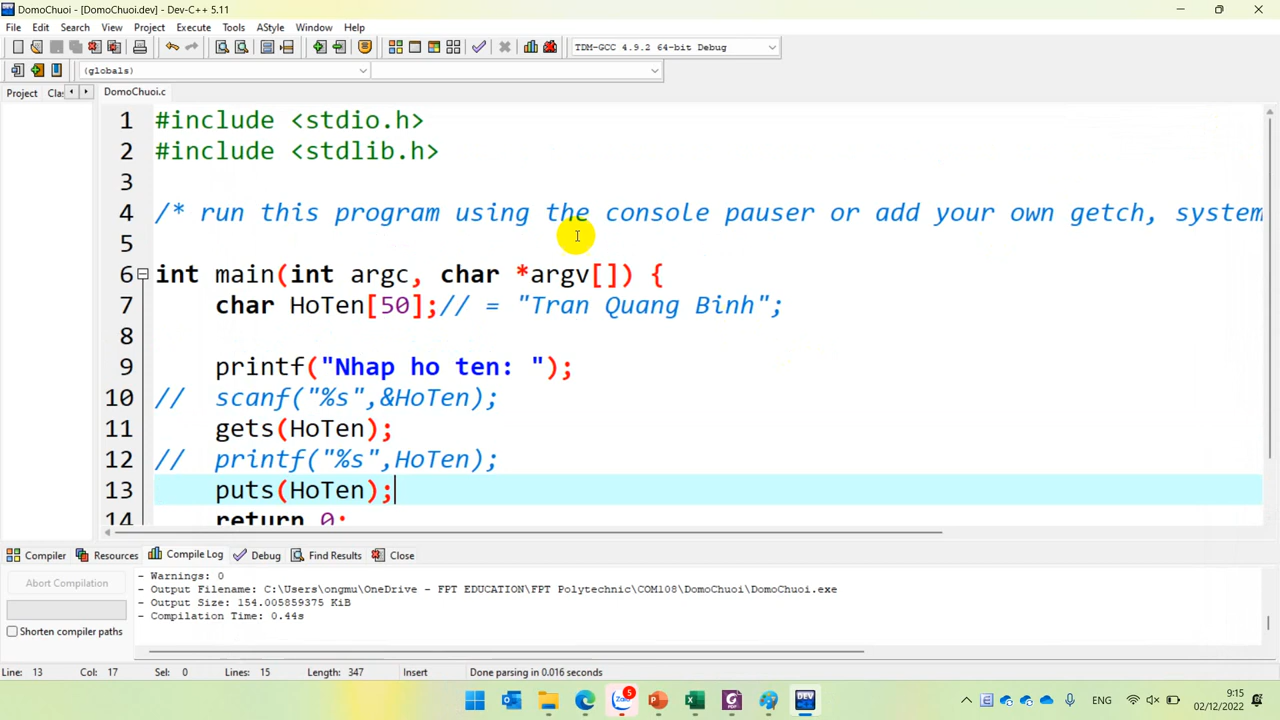 DomoChuoi - [DomoChuoi.dev] - Dev-C++ 5.11
File Edit Search View Project Execute Tools AStyle Window Help
TDM-GCC 4.9.2 64-bit Debug
(globals)
Project Clas DomoChuoi.c
1 #include <stdio.h>
2 #include <stdlib.h>
3
4 /* run this program using the console pauser or add your own getch, system
5
6 int main(int argc, char *argv[]) {
7 char HoTen[50];// = "Tran Quang Binh";
8
9 printf("Nhap ho ten: ");
10 // scanf("%s",&HoTen);
11 gets(HoTen);
12 // printf("%s",HoTen);
13 puts(HoTen);
14 return 0;
Compiler Resources Compile Log Debug Find Results Close
Abort Compilation
Shorten compiler paths
- Warnings: 0
- Output Filename: C:\Users\ongmu\OneDrive - FPT EDUCATION\FPT Polytechnic\COM108\DomoChuoi\DomoChuoi.exe
- Output Size: 154.005859375 KiB
- Compilation Time: 0.44s
Line: 13 Col: 17 Sel: 0 Lines: 15 Length: 347 Insert Done parsing in 0.016 seconds
Zalo 5 DEV ENG 9:15
02/12/2022